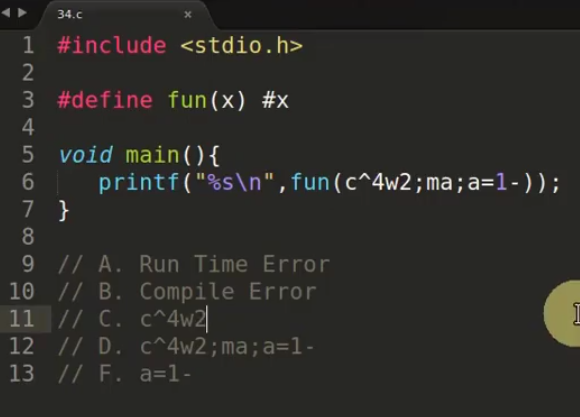 34.c ×
1 #include <stdio.h>
2
3 #define fun(x) #x
4
5 void main(){
6 printf("%s\n",fun(c^4w2;ma;a=1-));
7 }
8
9 // A. Run Time Error
10 // B. Compile Error
11 // C. c^4w2
12 // D. c^4w2;ma;a=1-
13 // F. a=1-